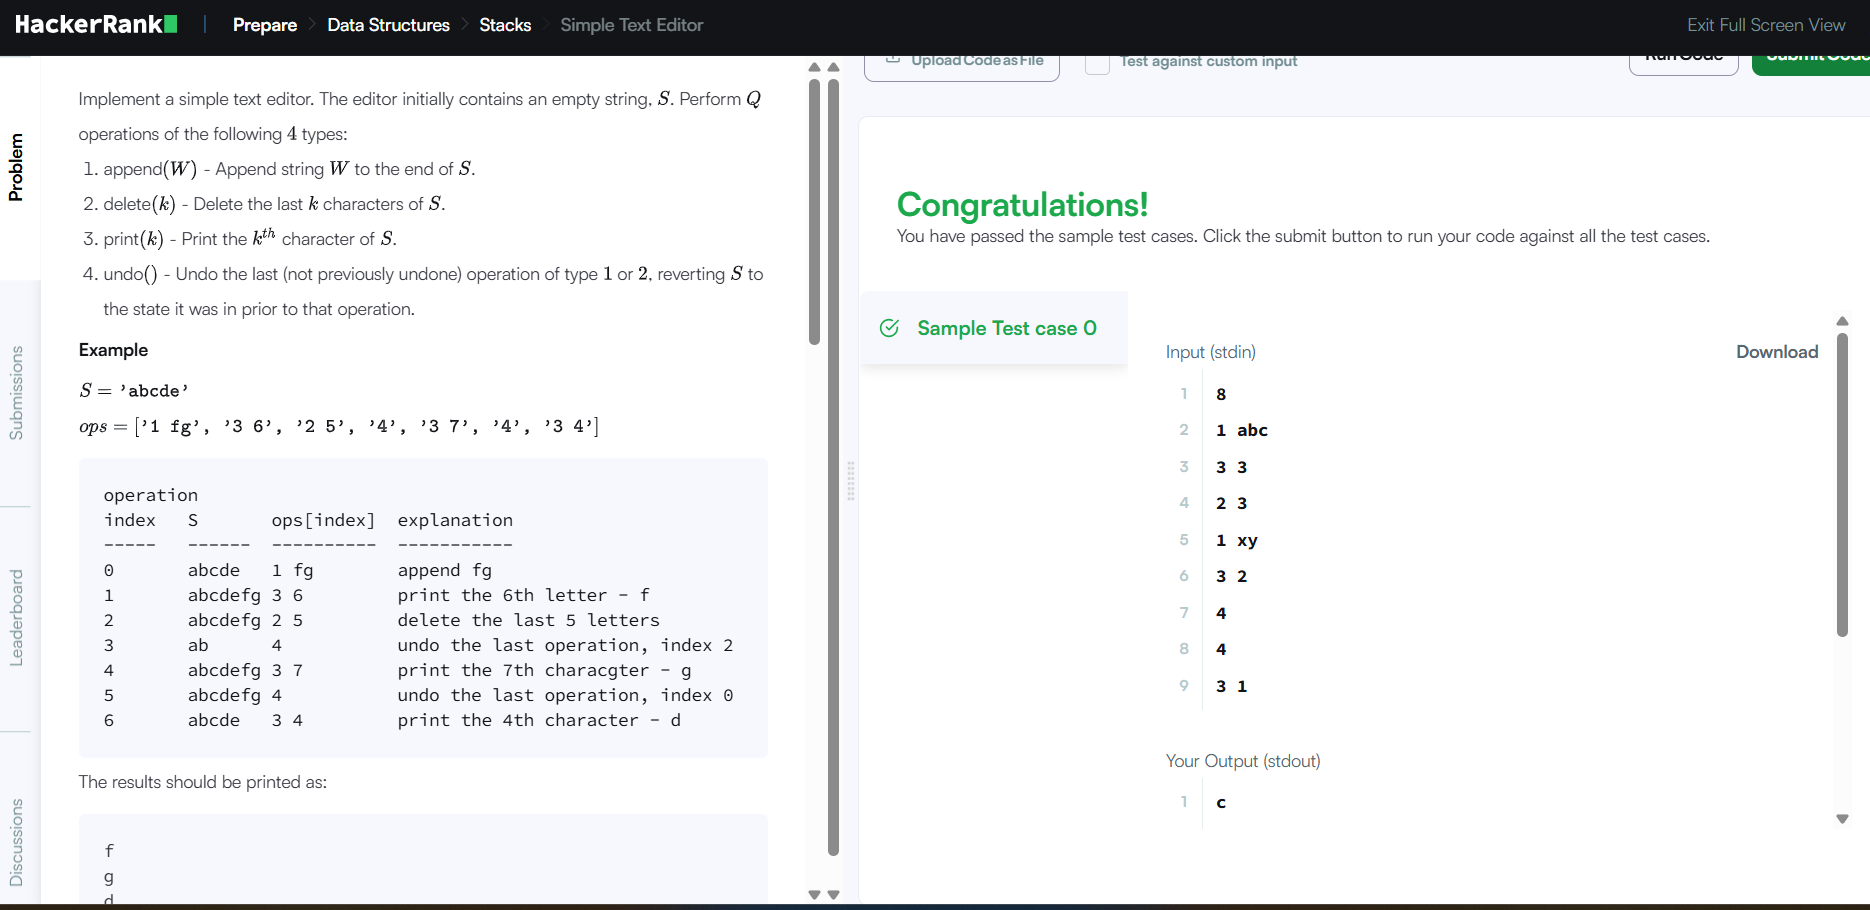 HackerRank | Prepare > Data Structures > Stacks > Simple Text Editor
Exit Full Screen View
Problem
Submissions
Leaderboard
Discussions
Implement a simple text editor. The editor initially contains an empty string, S. Perform Q
operations of the following 4 types:
1. append(W) - Append string W to the end of S.
2. delete(k) - Delete the last k characters of S.
3. print(k) - Print the kth character of S.
4. undo() - Undo the last (not previously undone) operation of type 1 or 2, reverting S to
the state it was in prior to that operation.
Example
S = 'abcde'
ops = ['1 fg', '3 6', '2 5', '4', '3 7', '4', '3 4']
operation
index   S       ops[index]  explanation
-----   ------  ----------  -----------
0       abcde   1 fg        append fg
1       abcdefg 3 6         print the 6th letter - f
2       abcdefg 2 5         delete the last 5 letters
3       ab      4           undo the last operation, index 2
4       abcdefg 3 7         print the 7th characgter - g
5       abcdefg 4           undo the last operation, index 0
6       abcde   3 4         print the 4th character - d
The results should be printed as:
f
g
d
Upload Code as File
Test against custom input
Run Code
Submit Code
Congratulations!
You have passed the sample test cases. Click the submit button to run your code against all the test cases.
Sample Test case 0
Input (stdin)
Download
1 8
2 1 abc
3 3 3
4 2 3
5 1 xy
6 3 2
7 4
8 4
9 3 1
Your Output (stdout)
1 c